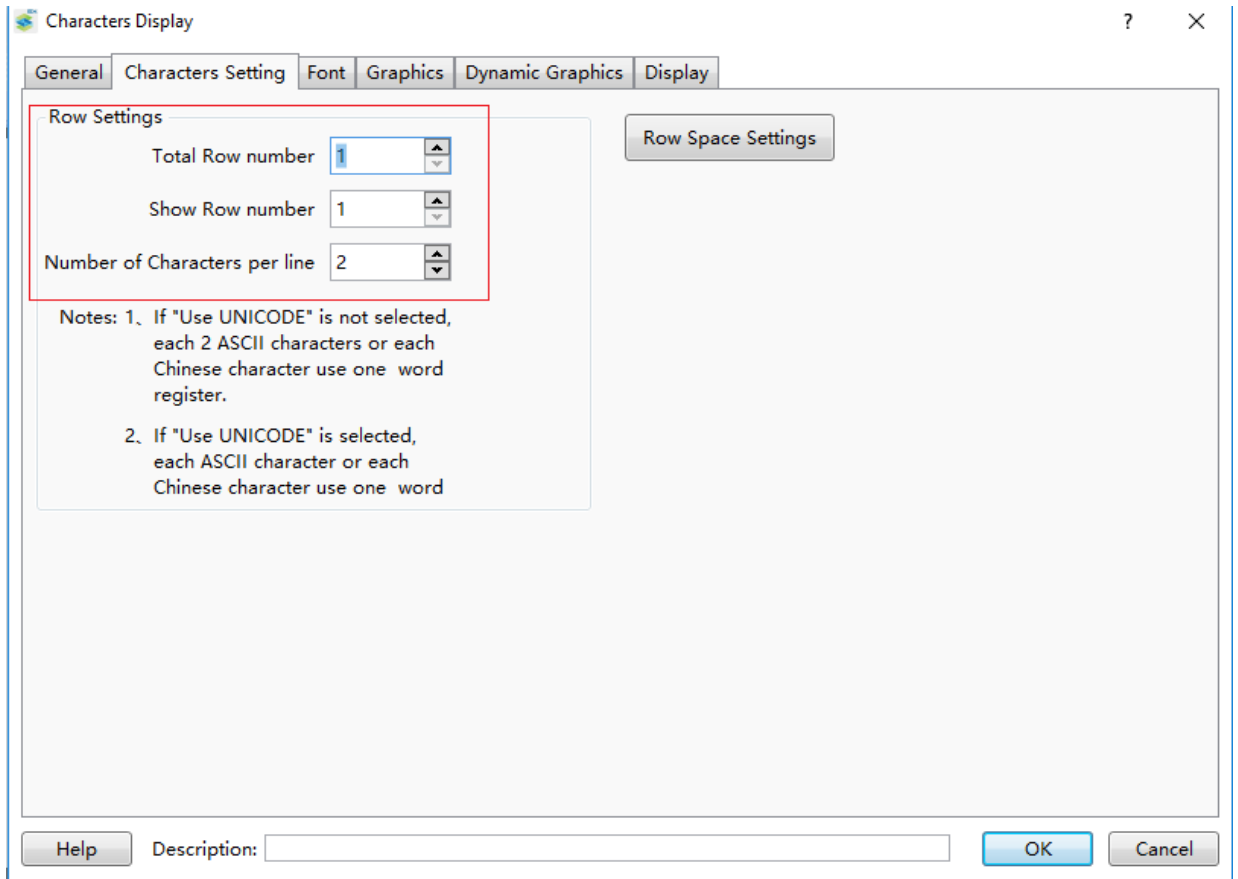 Characters Display
?
General Characters Setting Font Graphics Dynamic Graphics Display
Row Settings
Total Row number 1
Show Row number 1
Number of Characters per line 2
Notes: 1、If "Use UNICODE" is not selected,
each 2 ASCII characters or each
Chinese character use one word
register.
2、If "Use UNICODE" is selected,
each ASCII character or each
Chinese character use one word
Row Space Settings
Help Description: OK Cancel